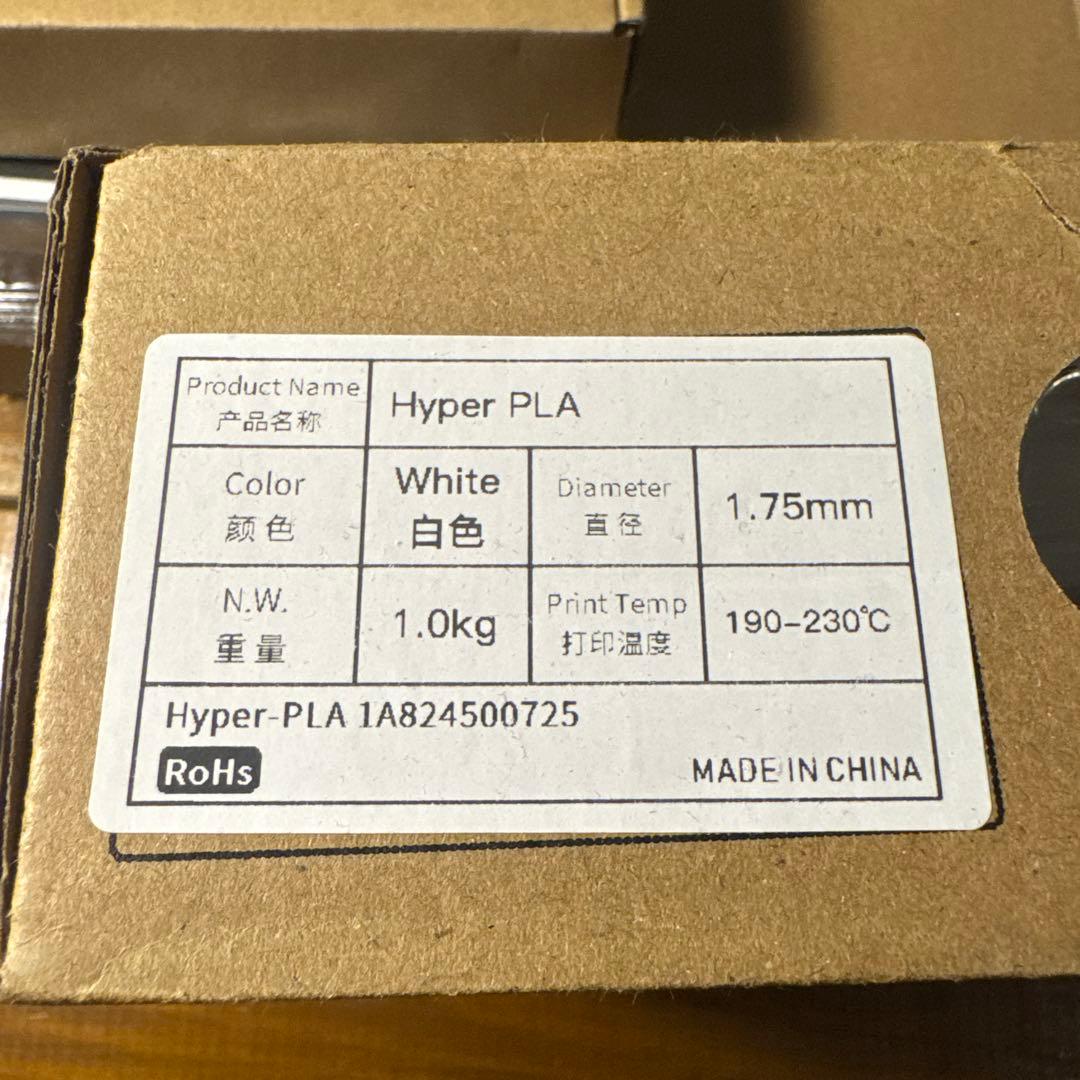 Product Name
产品名称
Hyper PLA
Color
颜色
White
白色
Diameter
直径
1.75mm
N.W.
重量
1.0kg
Print Temp
打印温度
190-230℃
Hyper-PLA 1A824500725
RoHs
MADE IN CHINA